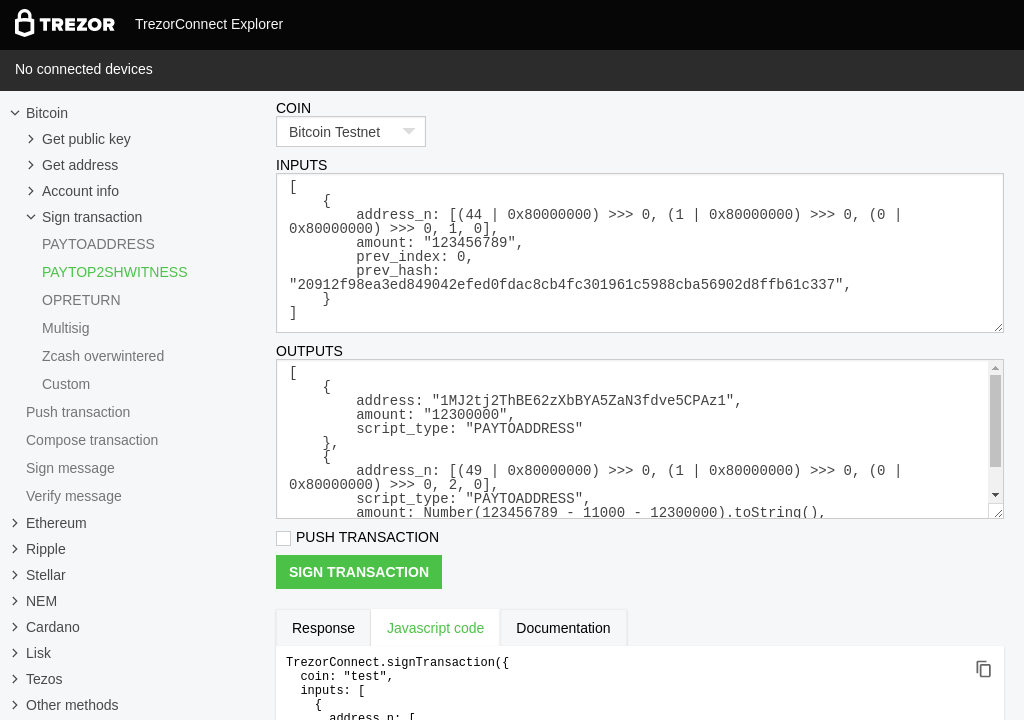 TREZOR TrezorConnect Explorer
No connected devices
Bitcoin
Get public key
Get address
Account info
Sign transaction
PAYTOADDRESS
PAYTOP2SHWITNESS
OPRETURN
Multisig
Zcash overwintered
Custom
Push transaction
Compose transaction
Sign message
Verify message
Ethereum
Ripple
Stellar
NEM
Cardano
Lisk
Tezos
Other methods
COIN
Bitcoin Testnet
INPUTS
[
    {
        address_n: [(44 | 0x80000000) >>> 0, (1 | 0x80000000) >>> 0, (0 |
0x80000000) >>> 0, 1, 0],
        amount: "123456789",
        prev_index: 0,
        prev_hash:
"20912f98ea3ed849042efed0fdac8cb4fc301961c5988cba56902d8ffb61c337",
    }
]
OUTPUTS
[
    {
        address: "1MJ2tj2ThBE62zXbBYA5ZaN3fdve5CPAz1",
        amount: "12300000",
        script_type: "PAYTOADDRESS"
    },
    {
        address_n: [(49 | 0x80000000) >>> 0, (1 | 0x80000000) >>> 0, (0 |
0x80000000) >>> 0, 2, 0],
        script_type: "PAYTOADDRESS",
        amount: Number(123456789 - 11000 - 12300000).toString(),
PUSH TRANSACTION
SIGN TRANSACTION
Response Javascript code Documentation
TrezorConnect.signTransaction({
  coin: "test",
  inputs: [
    {
      address_n: [